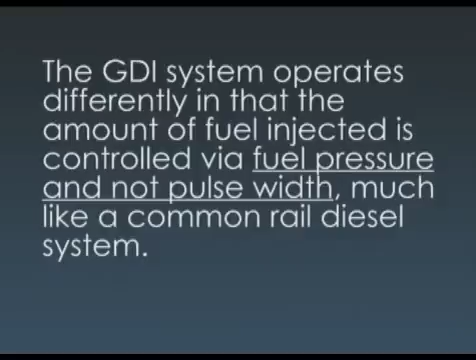 The GDI system operates
differently in that the
amount of fuel injected is
controlled via fuel pressure
and not pulse width, much
like a common rail diesel
system.